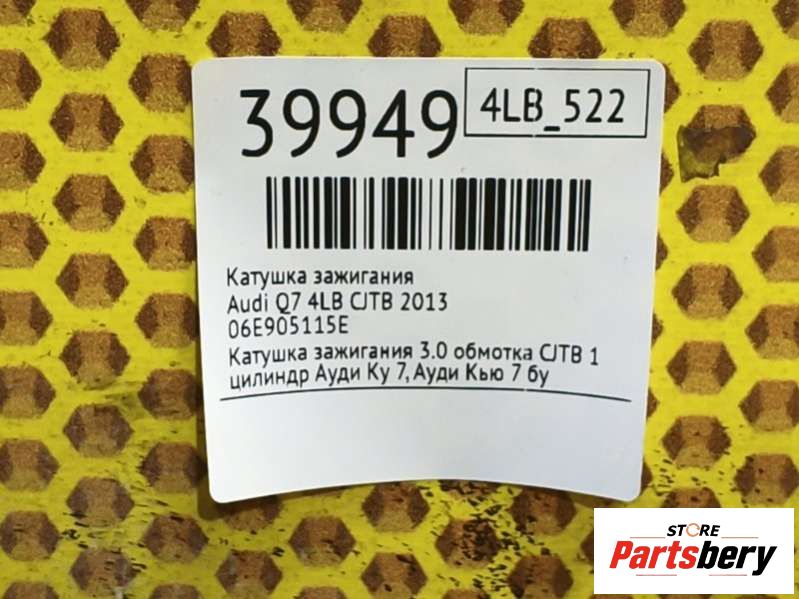 39949
4LB_522
Катушка зажигания
Audi Q7 4LB CJTB 2013
06E905115E
Катушка зажигания 3.0 обмотка CJTB 1
цилиндр Ауди Ку 7, Ауди Кью 7 бу
STORE
Partsbery